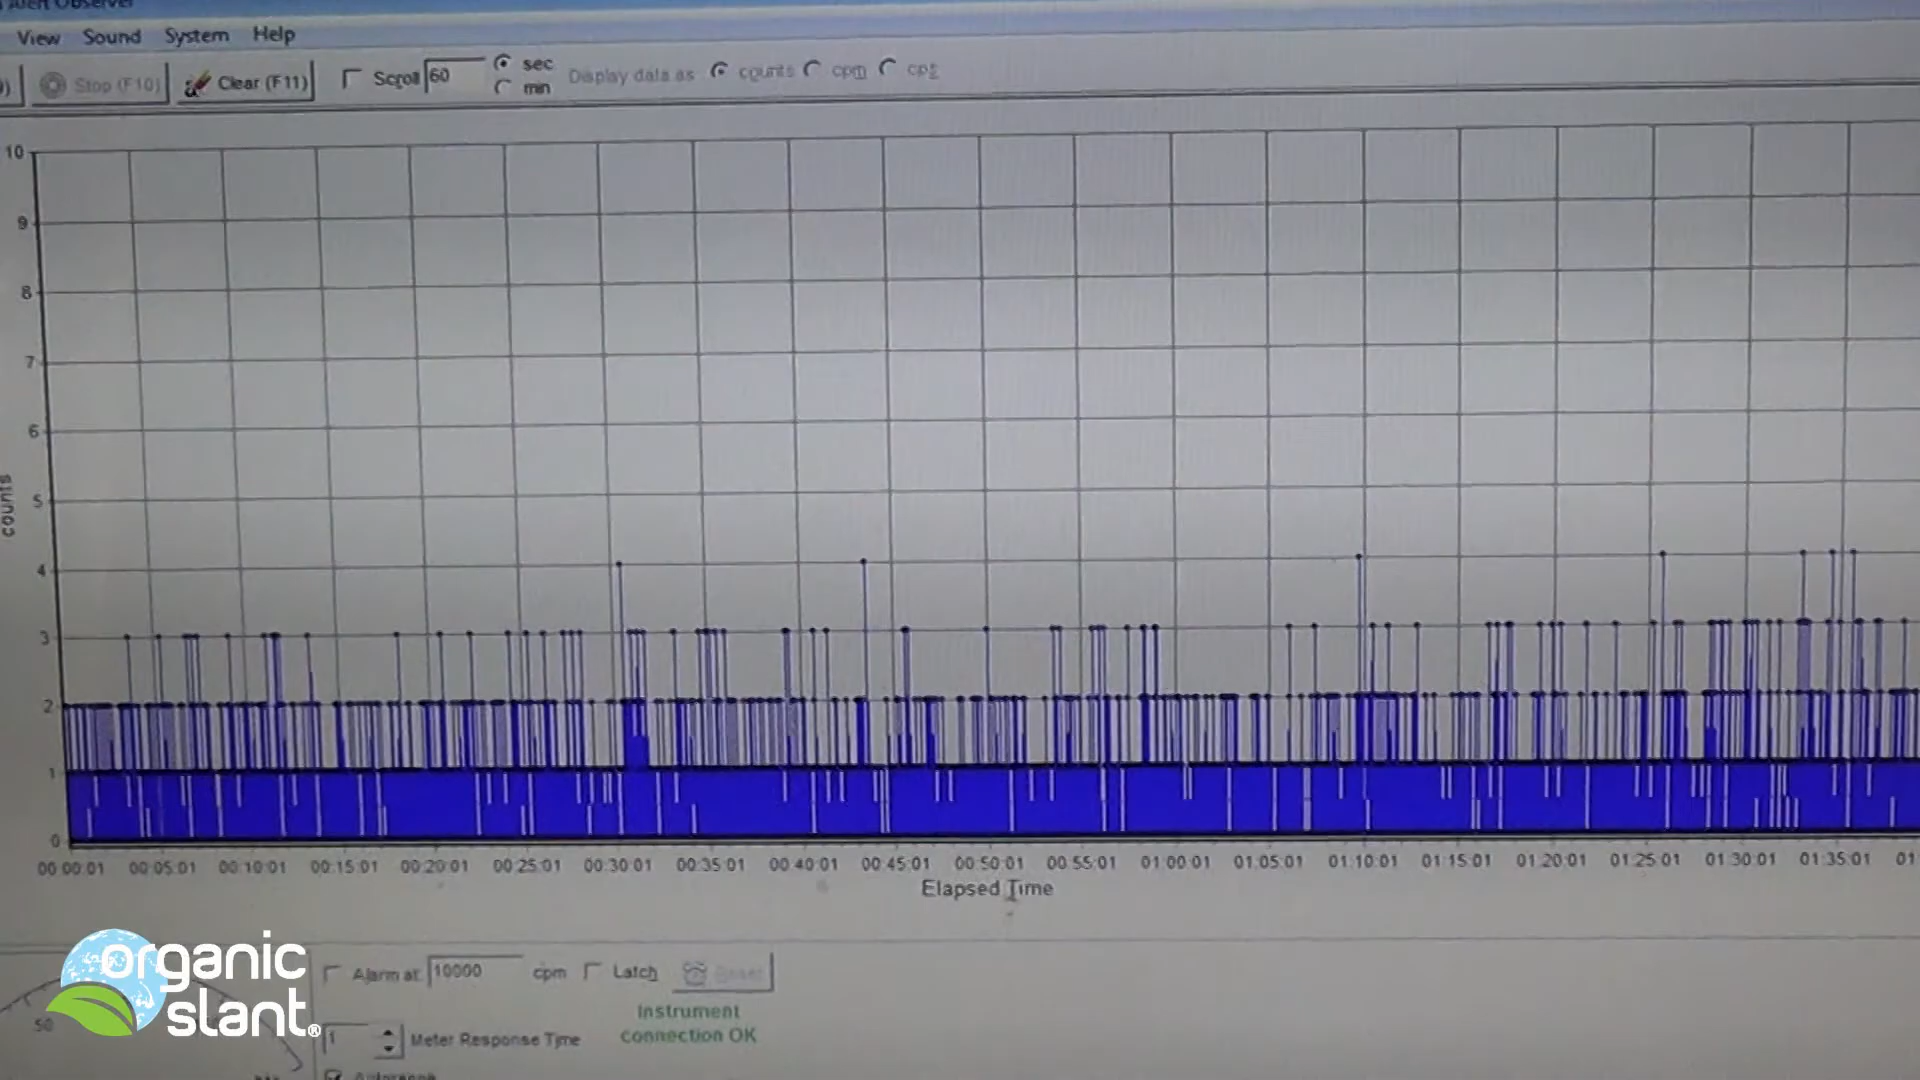 Alert Observer
View Sound System Help
Stop (F10) Clear (F11) Scroll 60 sec min Display data as counts cpm cps
10
9
8
7
6
5
4
3
2
1
0
counts
00:00:01 00:05:01 00:10:01 00:15:01 00:20:01 00:25:01 00:30:01 00:35:01 00:40:01 00:45:01 00:50:01 00:55:01 01:00:01 01:05:01 01:10:01 01:15:01 01:20:01 01:25:01 01:30:01 01:35:01
Elapsed Time
organic
slant®
50
Alarm at 10000 cpm Latch Reset
Instrument
connection OK
1 Meter Response Time
Autorange